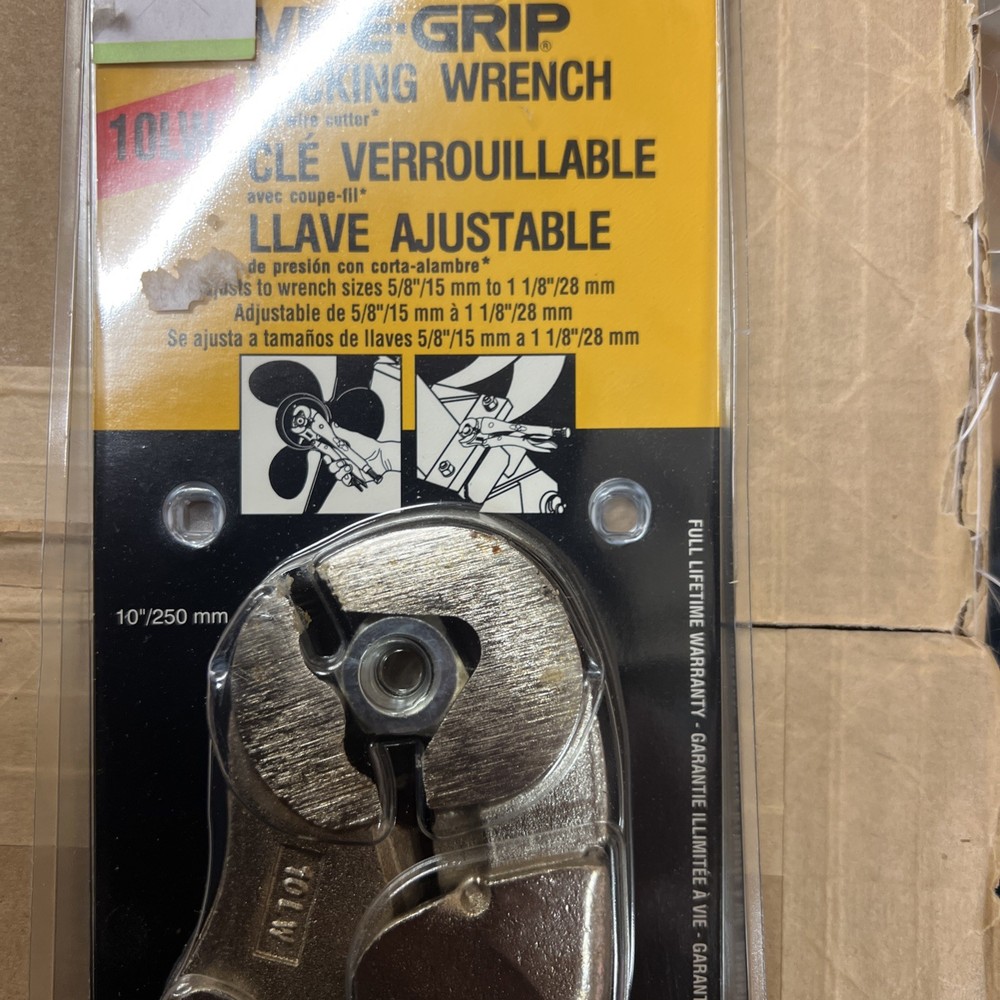 GRIP®
WRENCH
wire cutter*
10LW
CLÉ VERROUILLABLE
avec coupe-fil*
LLAVE AJUSTABLE
de presión con corta-alambre*
to wrench sizes 5/8"/15 mm to 1 1/8"/28 mm
Adjustable de 5/8"/15 mm à 1 1/8"/28 mm
Se ajusta a tamaños de llaves 5/8"/15 mm a 1 1/8"/28 mm
10"/250 mm
10LW
FULL LIFETIME WARRANTY - GARANTIE ILLIMITÉE À VIE - GARANT